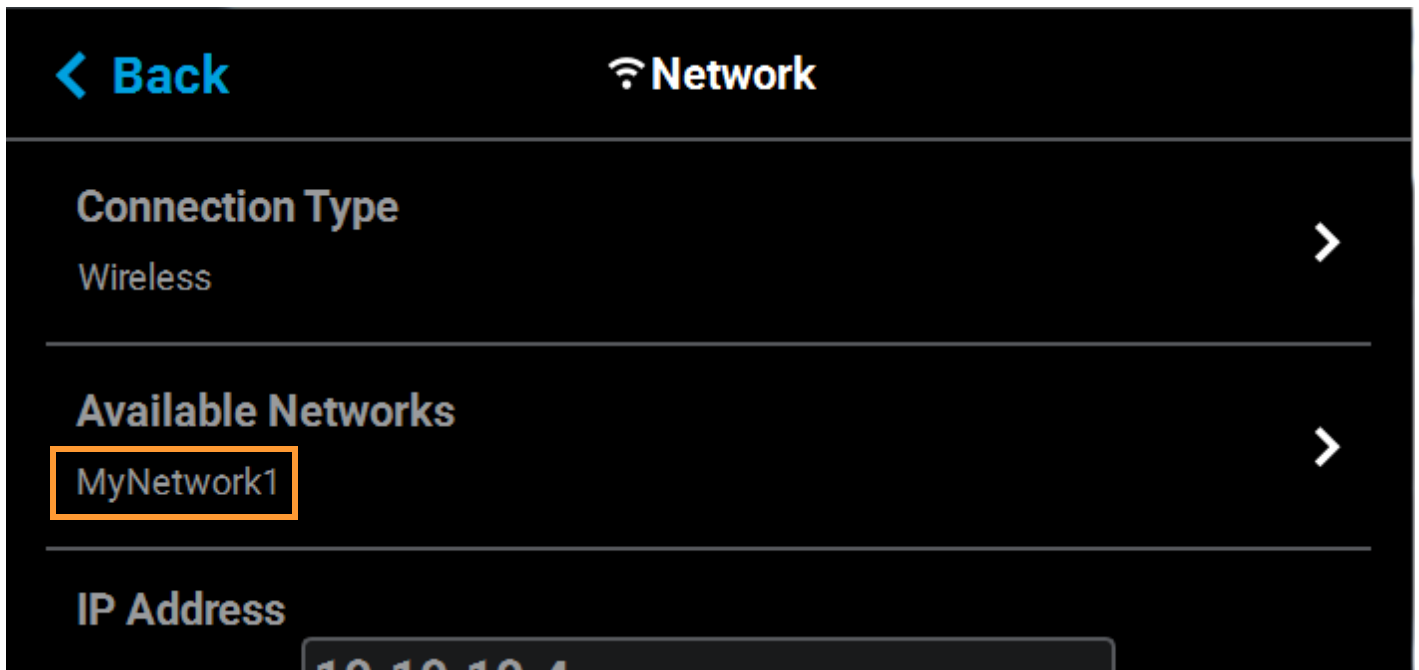 Back
Network
Connection Type
Wireless
Available Networks
MyNetwork1
IP Address